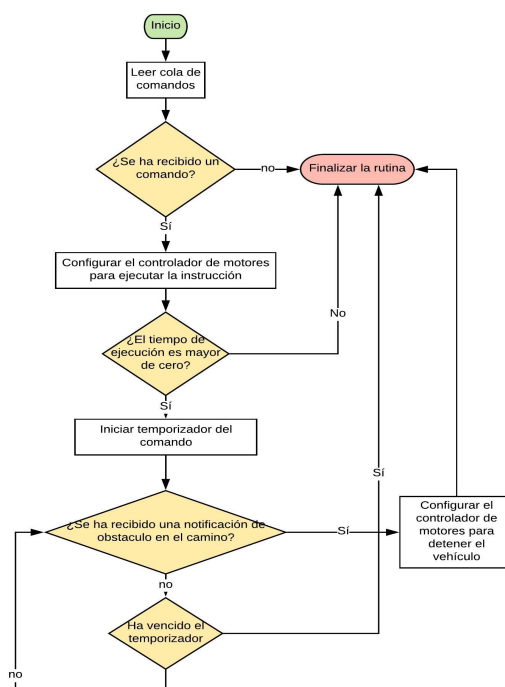 Inicio
Leer cola de
comandos
¿Se ha recibido un
comando?
no
Finalizar la rutina
Sí
Configurar el controlador de motores
para ejecutar la instrucción
No
¿El tiempo de
ejecución es mayor
de cero?
Sí
Iniciar temporizador del
comando
Sí
¿Se ha recibido una notificación de
obstaculo en el camino?
Sí
Configurar el
controlador de
motores para
detener el
vehículo
no
Ha vencido el
temporizador
no